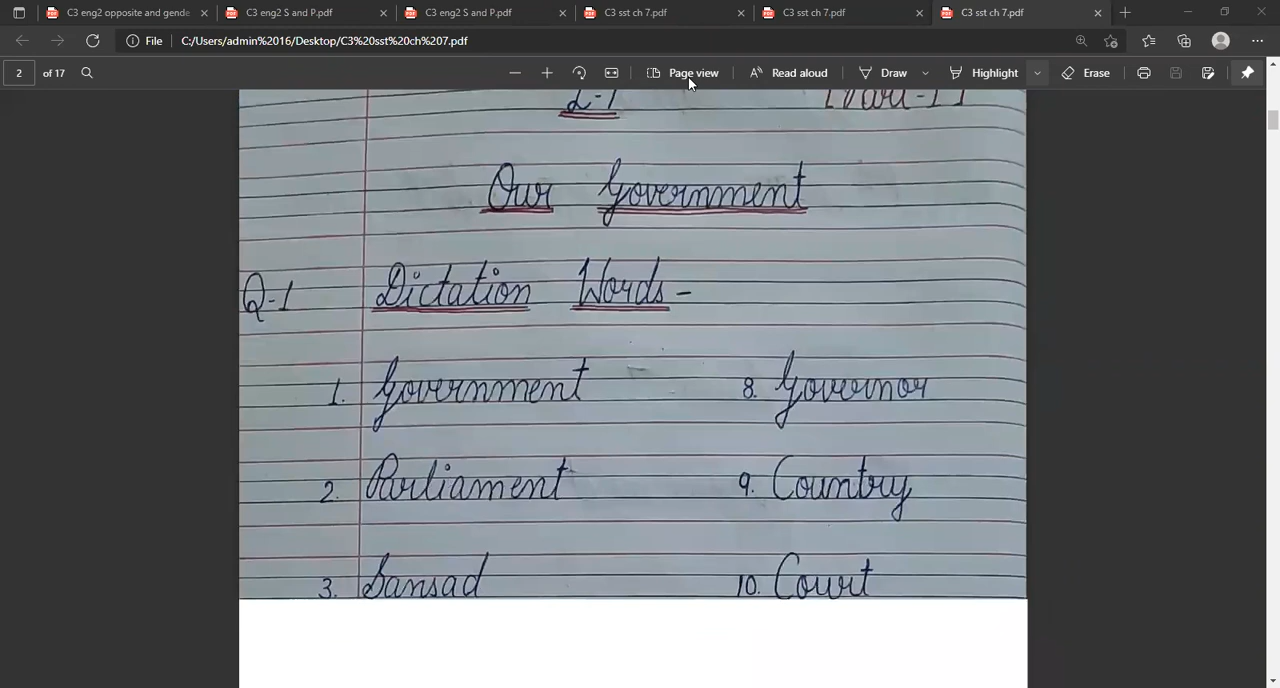 C3 eng2 opposite and gende
C3 eng2 S and P.pdf
C3 eng2 S and P.pdf
C3 sst ch 7.pdf
C3 sst ch 7.pdf
C3 sst ch 7.pdf
File C:/Users/admin%2016/Desktop/C3%20sst%20ch%207.pdf
2 of 17 Page view Read aloud Draw Highlight Erase
L-1
Our Government
Q-1 Dictation Words -
1. Government 8. Governor
2. Parliament 9. Country
3. Sansad 10. Court